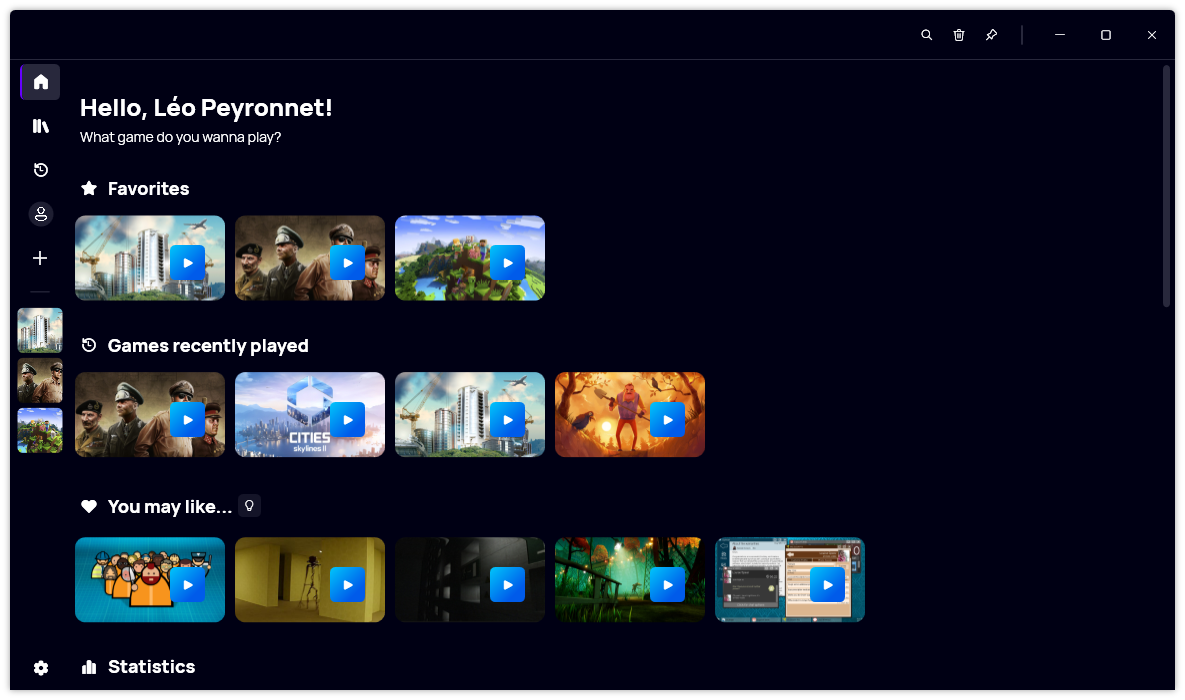 Hello, Léo Peyronnet!
What game do you wanna play?
Favorites
Games recently played
CITIES
skylines II
You may like...
Statistics